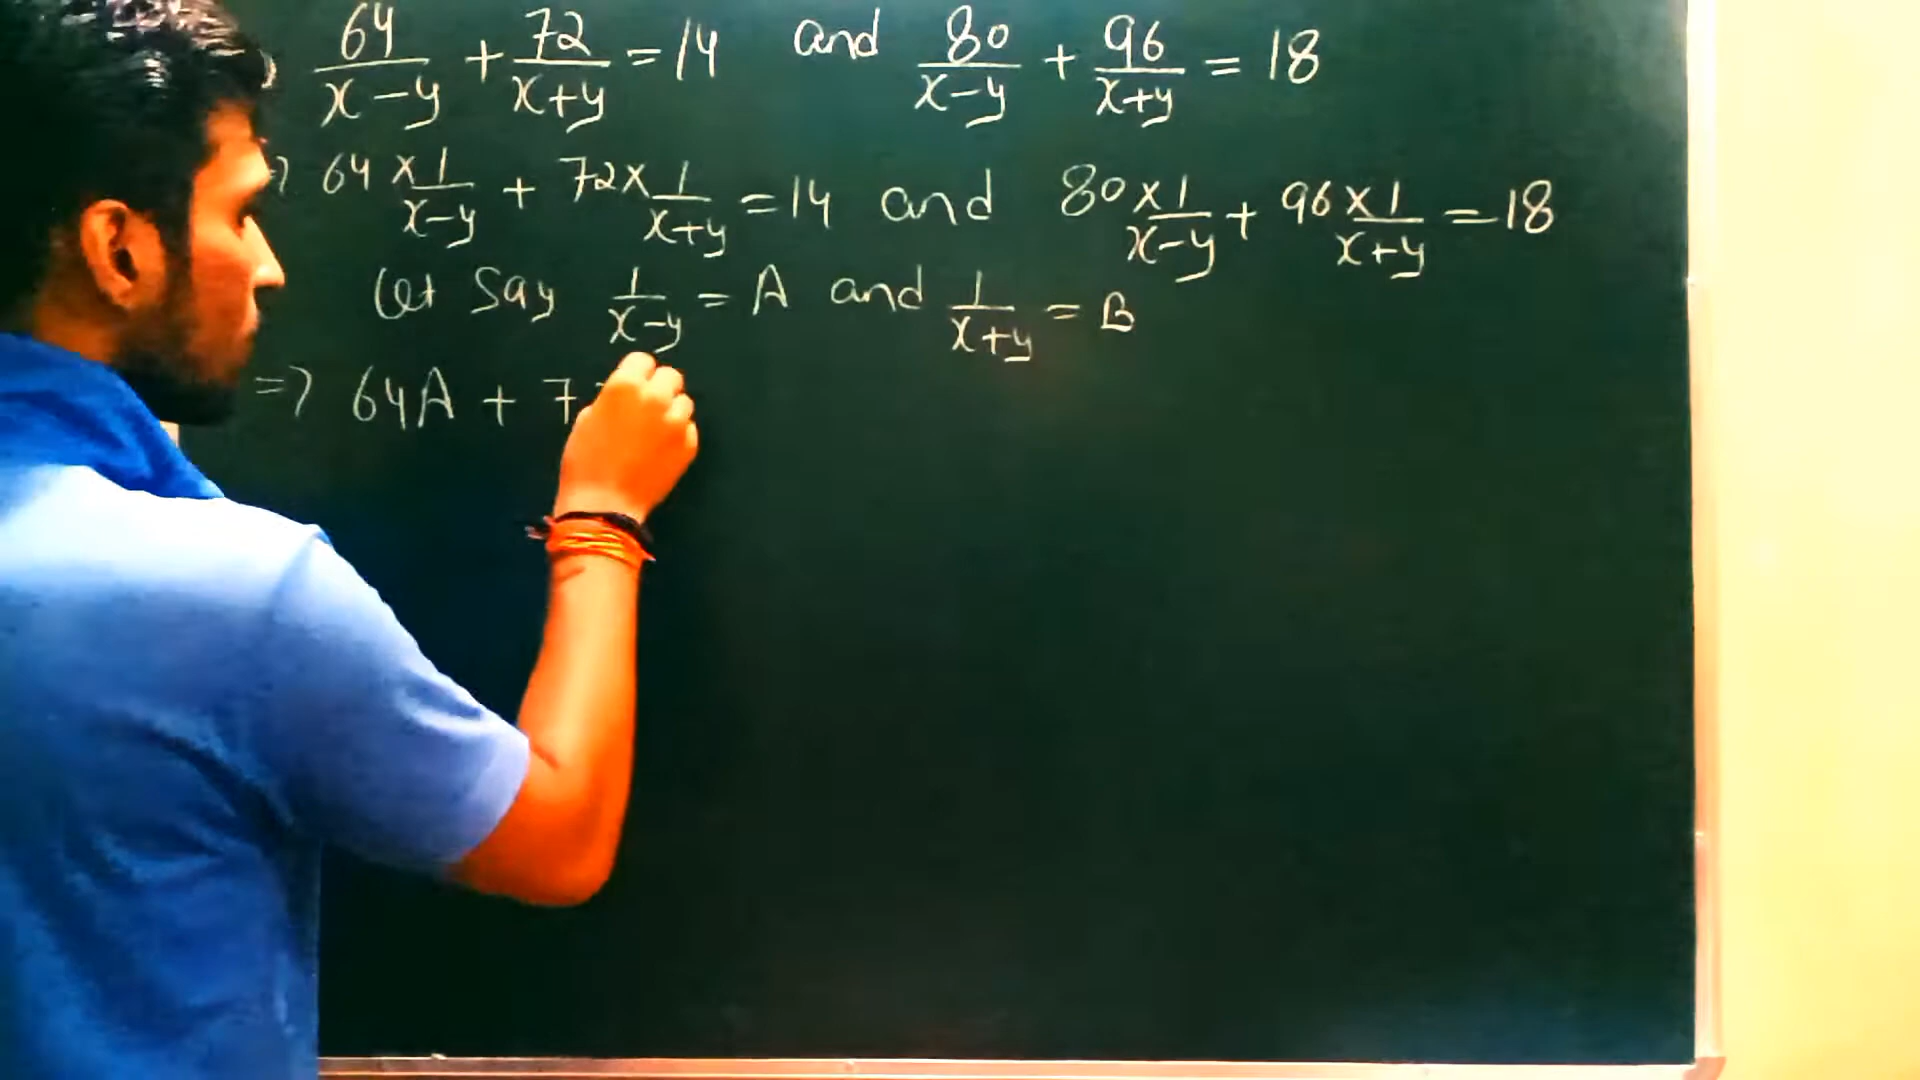 64/(x-y) + 72/(x+y) = 14 and 80/(x-y) + 96/(x+y) = 18
⇒ 64 × 1/(x-y) + 72 × 1/(x+y) = 14 and 80 × 1/(x-y) + 96 × 1/(x+y) = 18
Let Say 1/(x-y) = A and 1/(x+y) = B
⇒ 64A + 7